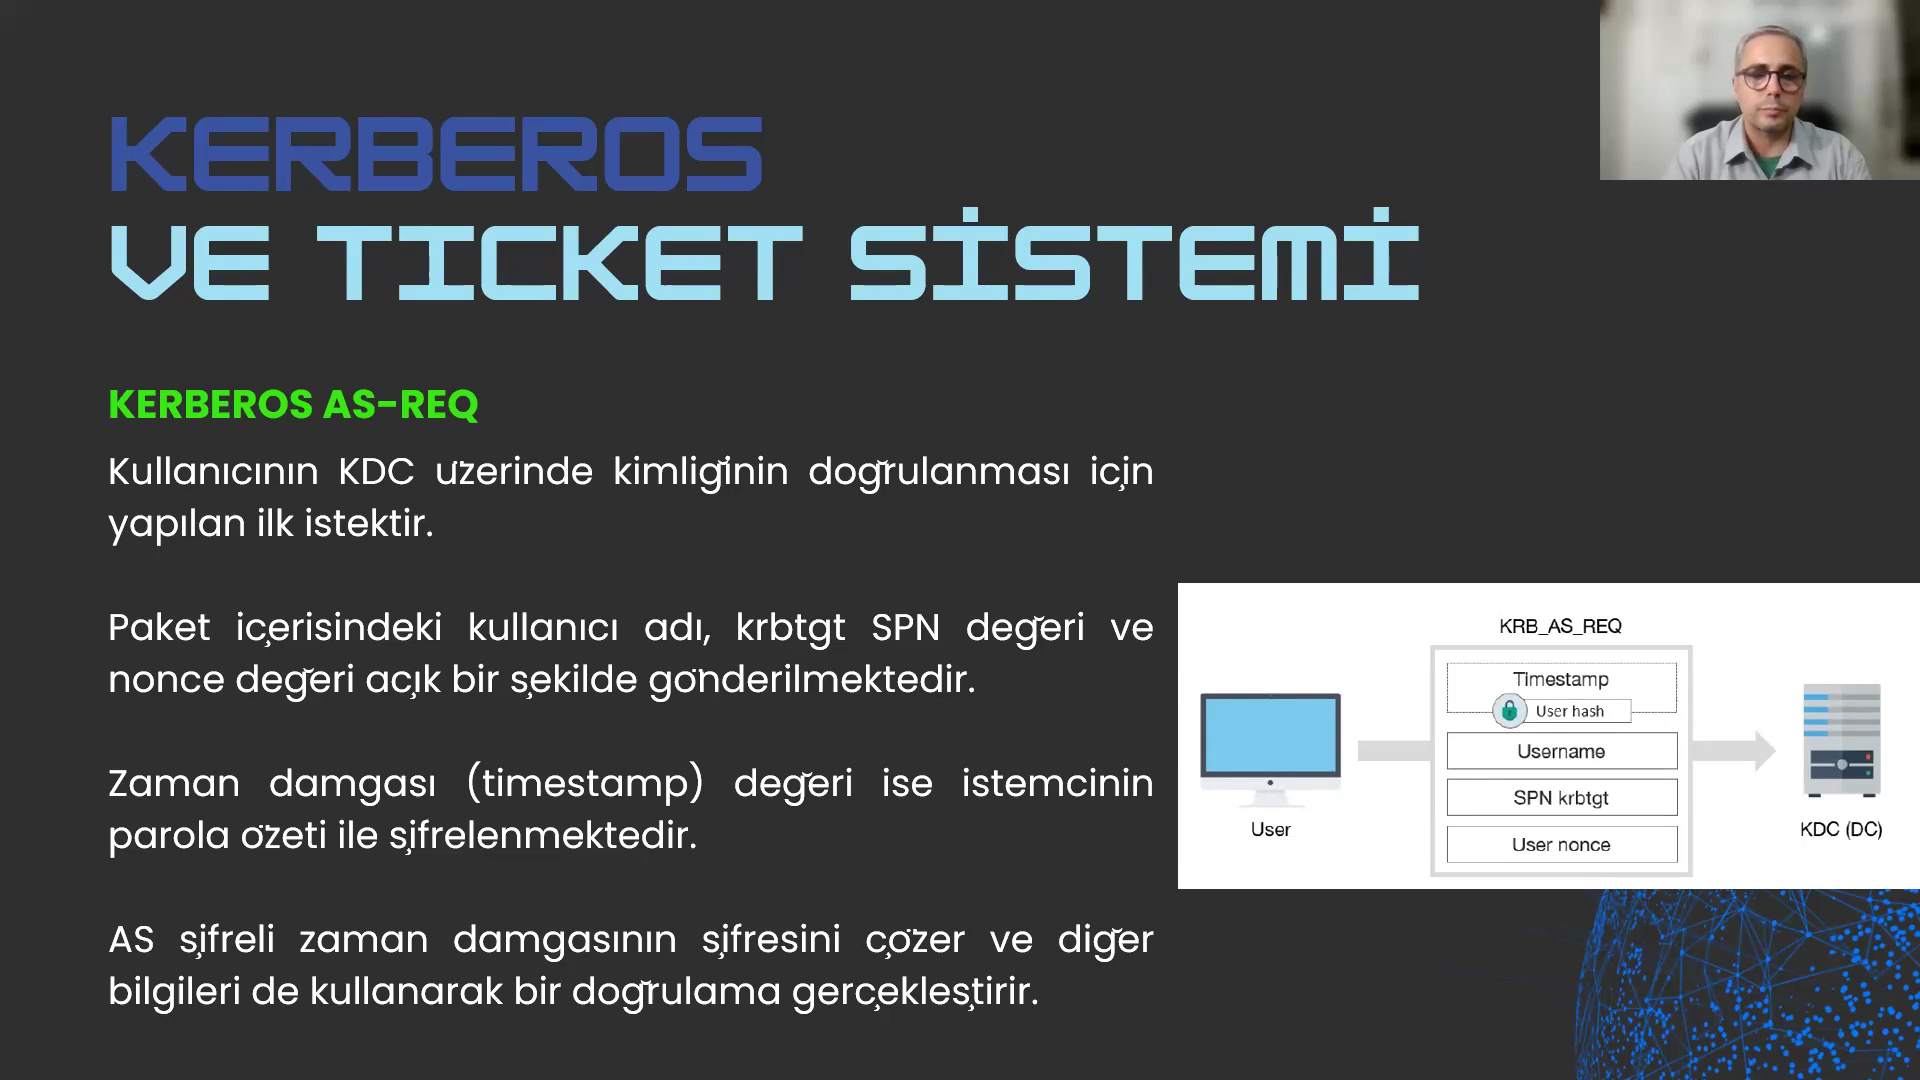 KERBEROS
VE TICKET SİSTEMİ
KERBEROS AS-REQ
Kullanıcının KDC üzerinde kimliğinin doğrulanması için
yapılan ilk istektir.
Paket içerisindeki kullanıcı adı, krbtgt SPN değeri ve
nonce değeri açık bir şekilde gönderilmektedir.
Zaman damgası (timestamp) değeri ise istemcinin
parola özeti ile şifrelenmektedir.
AS şifreli zaman damgasının şifresini çözer ve diğer
bilgileri de kullanarak bir doğrulama gerçekleştirir.
KRB_AS_REQ
Timestamp
User hash
Username
SPN krbtgt
User nonce
User
KDC (DC)